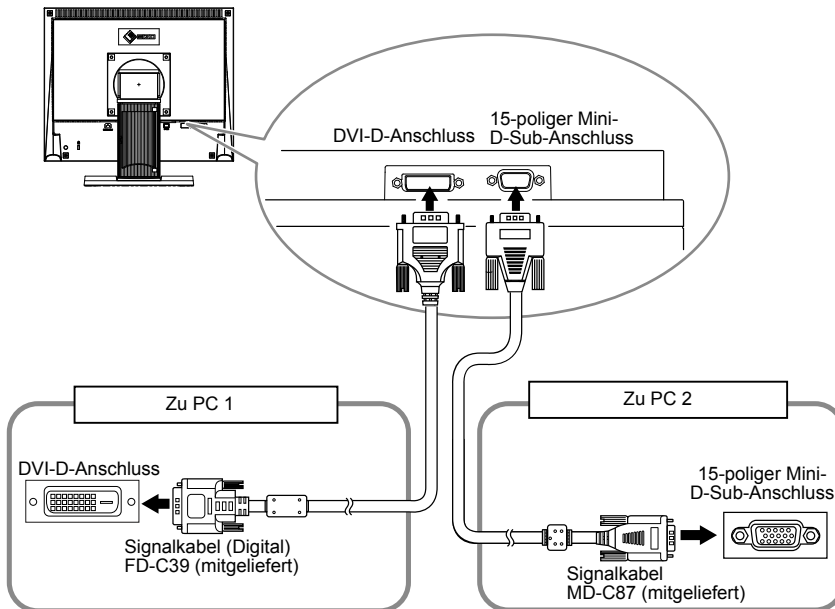 DVI-D-Anschluss
15-poliger Mini-
D-Sub-Anschluss
Zu PC 1
Zu PC 2
DVI-D-Anschluss
Signalkabel (Digital)
FD-C39 (mitgeliefert)
15-poliger Mini-
D-Sub-Anschluss
Signalkabel
MD-C87 (mitgeliefert)